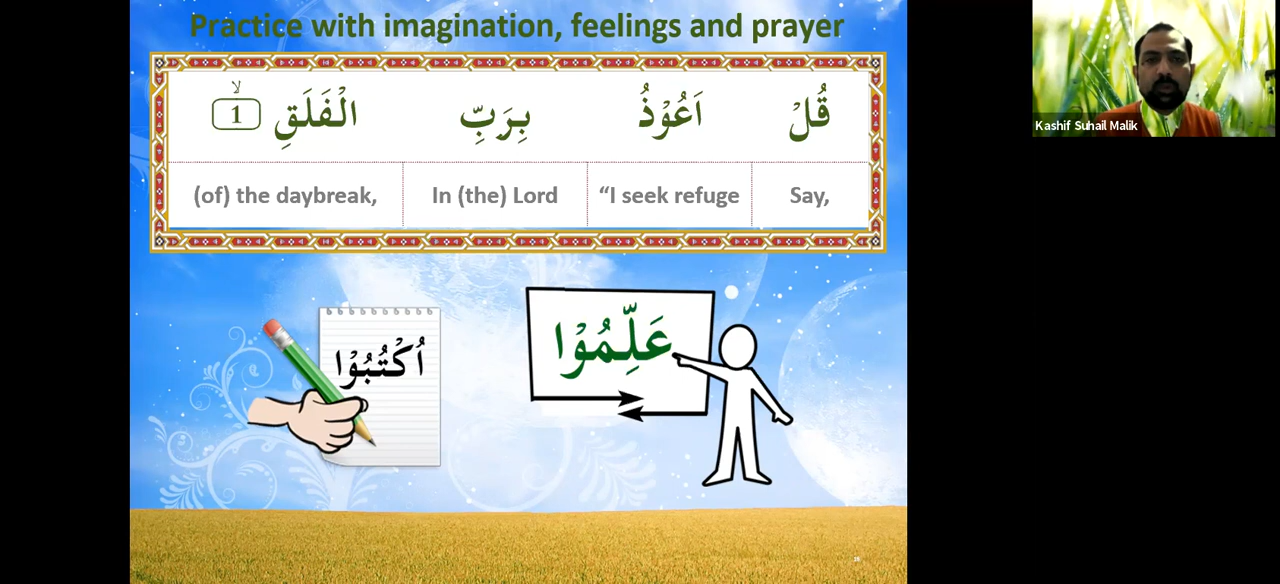 Practice with imagination, feelings and prayer
قُلْ اَعُوْذُ بِرَبِّ الْفَلَقِ ۙ 1
Say, “I seek refuge In (the) Lord (of) the daybreak,
اُكْتُبُوْا
عَلِّمُوْا
Kashif Suhail Malik